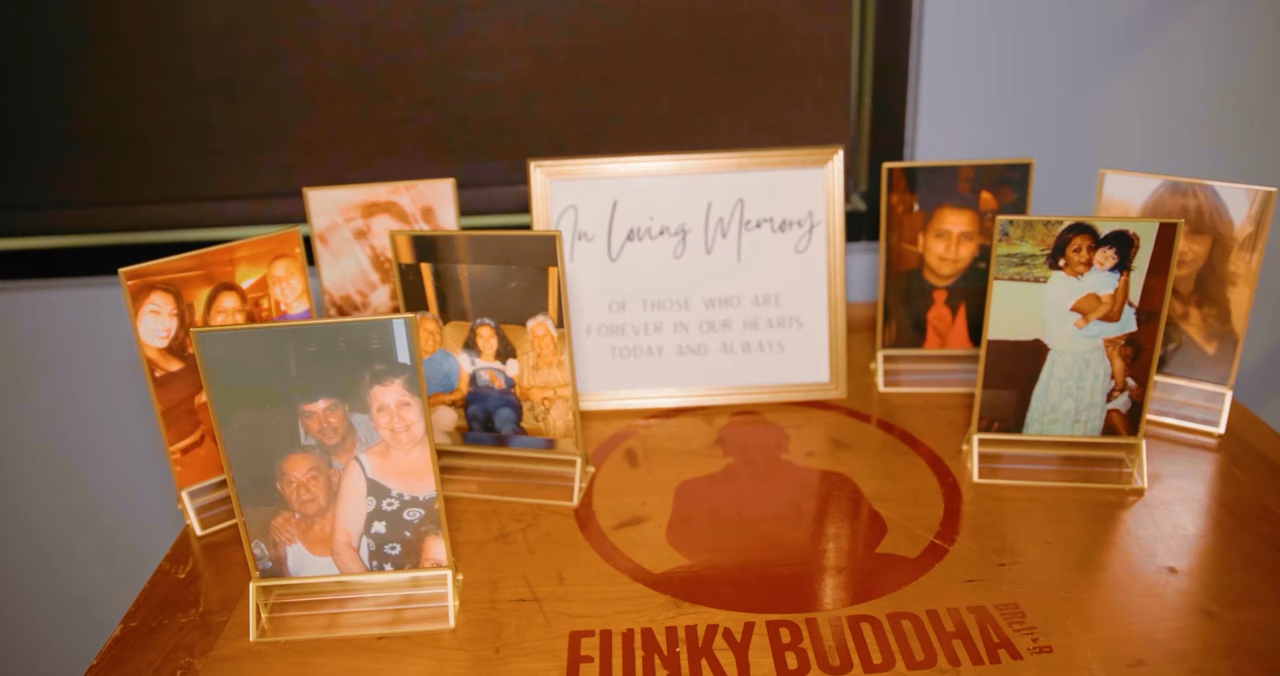 In Loving Memory
OF THOSE WHO ARE
FOREVER IN OUR HEARTS
TODAY AND ALWAYS
FUNKY BUDDHA